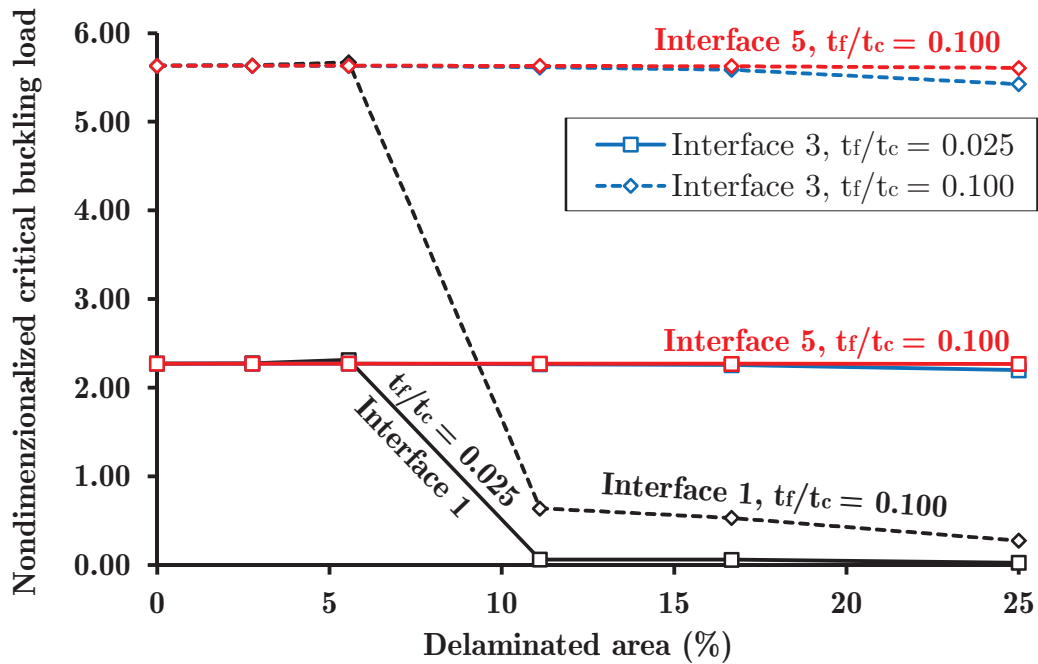 Nondimenzionalized critical buckling load
6.00
5.00
4.00
3.00
2.00
1.00
0.00
Interface 5, tf/tc = 0.100
Interface 3, tf/tc = 0.025
Interface 3, tf/tc = 0.100
Interface 5, tf/tc = 0.100
tf/tc = 0.025
Interface 1
Interface 1, tf/tc = 0.100
0
5
10
15
20
25
Delaminated area (%)